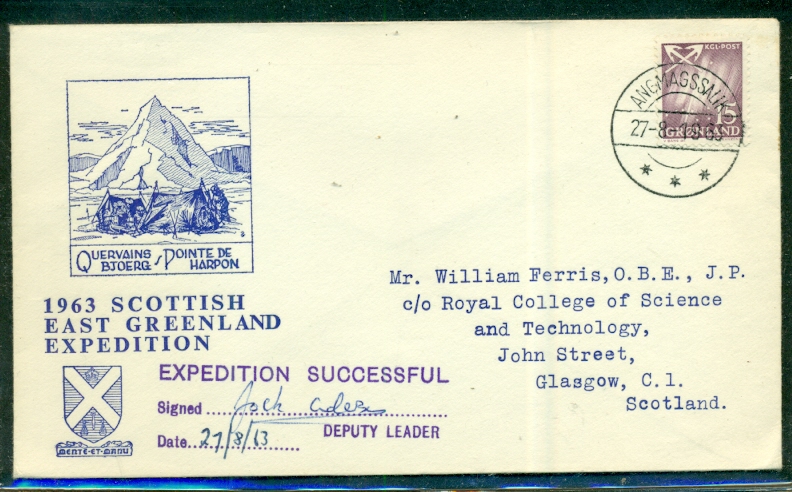 KGL-POST
ANGMAGSSALIK
27-8-1963
15
GRØNLAND
QUERVAINS BJOERG - POINTE DE HARPON
1963 SCOTTISH
EAST GREENLAND
EXPEDITION
Mr. William Ferris, O.B.E., J.P.
c/o Royal College of Science
and Technology,
John Street,
Glasgow, C.1.
Scotland.
EXPEDITION SUCCESSFUL
Signed Jack
DEPUTY LEADER
Date 27/8/63
MENTE·ET·MANU